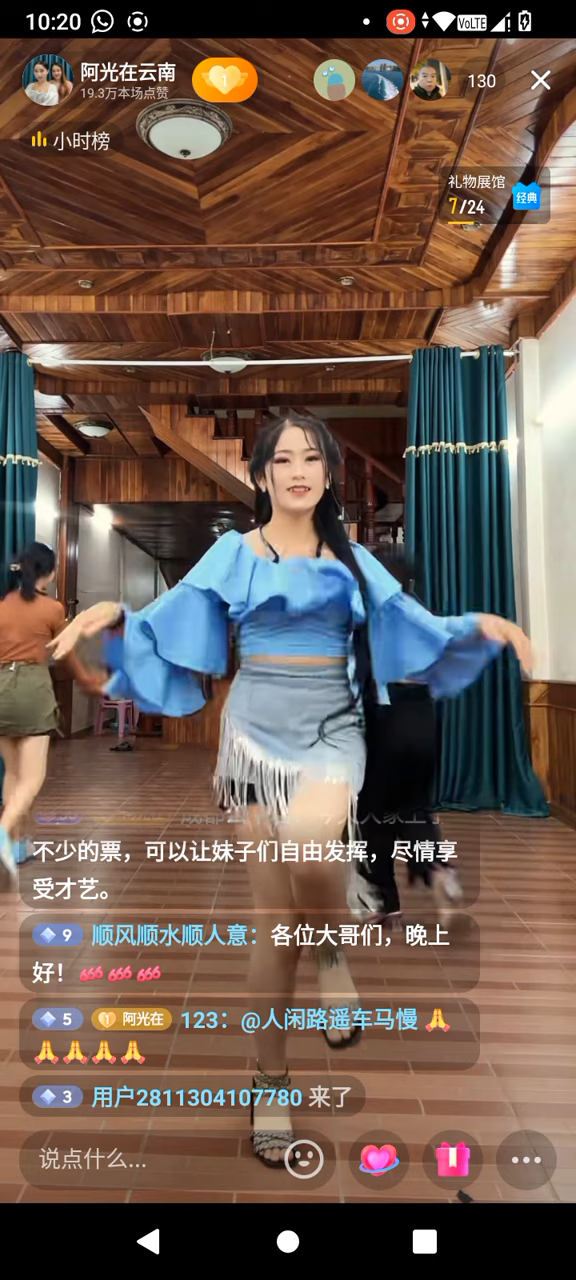 10:20
VoLTE
阿光在云南
19.3万本场点赞
1
130
小时榜
礼物展馆
7/24
经典
不少的票，可以让妹子们自由发挥，尽情享
受才艺。
9 顺风顺水顺人意：各位大哥们，晚上
好！666 666 666
5 1 阿光在 123：@人闲路遥车马慢 🙏
🙏🙏🙏🙏
3 用户2811304107780 来了
说点什么...